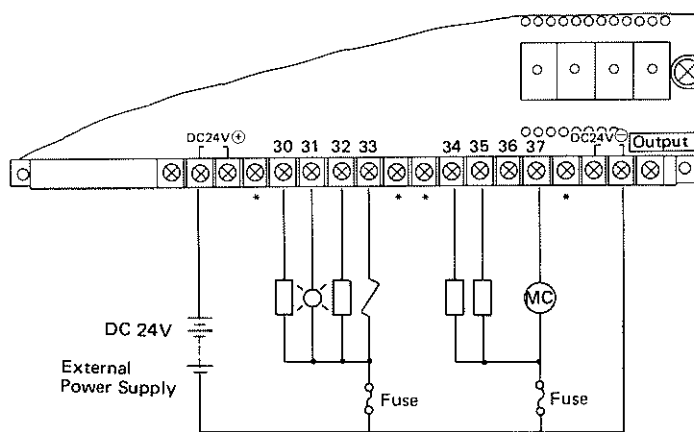 DC24V⊕
30 31 32 33
34 35 36 37
DC24V⊖
Output
* * * *
MC
DC 24V
External
Power Supply
Fuse
Fuse